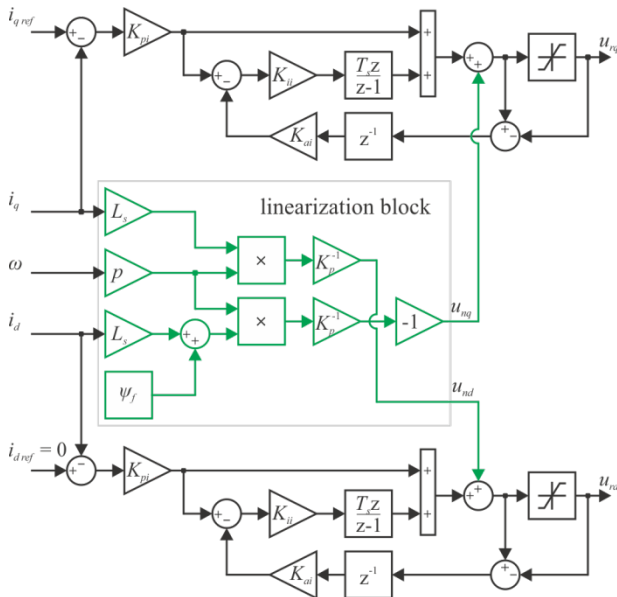 i_q ref
K_pi
K_ii
T_s z
z-1
K_ai
z^-1
+
+
+
+
−
−
+
−
u_rq
i_q
L_s
linearization block
ω
p
×
K_p^-1
i_d
L_s
+
+
×
K_p^-1
-1
u_nq
ψ_f
u_nd
i_d ref = 0
−
K_pi
+
+
+
+
−
K_ii
T_s z
z-1
K_ai
z^-1
+
−
u_rd